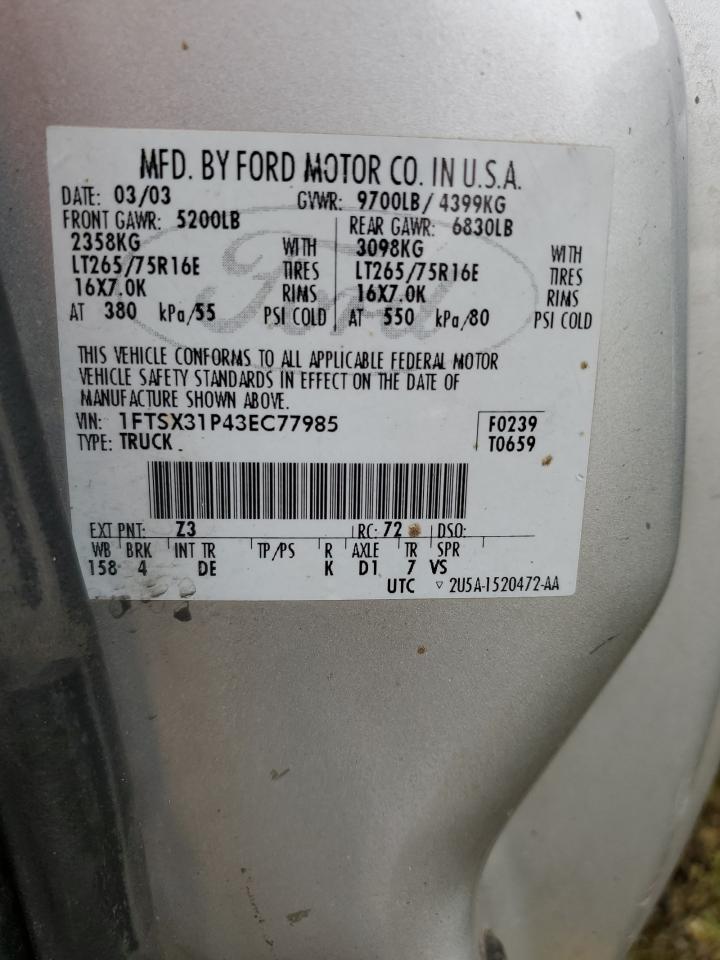 MFD. BY FORD MOTOR CO. IN U.S.A.
DATE: 03/03 GVWR: 9700LB/ 4399KG
FRONT GAWR: 5200LB REAR GAWR: 6830LB
2358KG WITH 3098KG WITH
LT265/75R16E TIRES LT265/75R16E TIRES
16X7.0K RIMS 16X7.0K RIMS
AT 380 kPa/55 PSI COLD AT 550 kPa/80 PSI COLD
Ford
THIS VEHICLE CONFORMS TO ALL APPLICABLE FEDERAL MOTOR
VEHICLE SAFETY STANDARDS IN EFFECT ON THE DATE OF
MANUFACTURE SHOWN ABOVE.
VIN: 1FTSX31P43EC77985 F0239
TYPE: TRUCK T0659
EXT PNT: Z3 RC: 72 DSO:
WB BRK INT TR TP/PS R AXLE TR SPR
158 4 DE K D1 7 VS
UTC ▽ 2U5A-1520472-AA